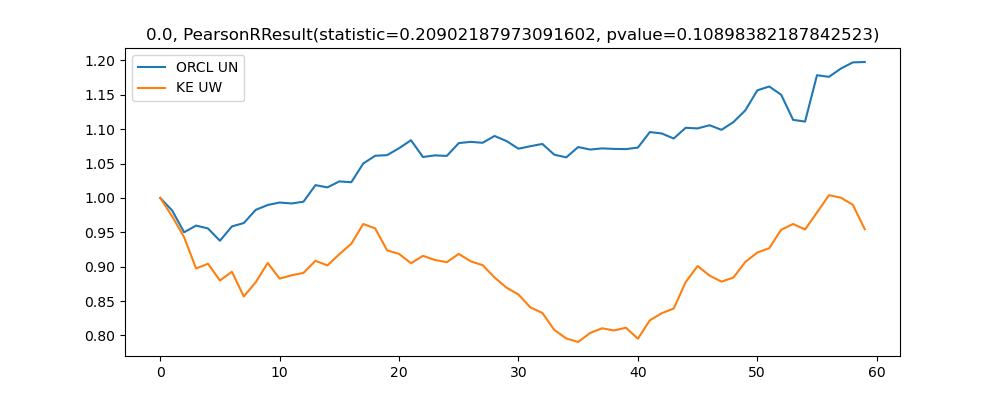 0.0, PearsonRResult(statistic=0.20902187973091602, pvalue=0.10898382187842523)
ORCL UN
KE UW
1.20
1.15
1.10
1.05
1.00
0.95
0.90
0.85
0.80
0 10 20 30 40 50 60